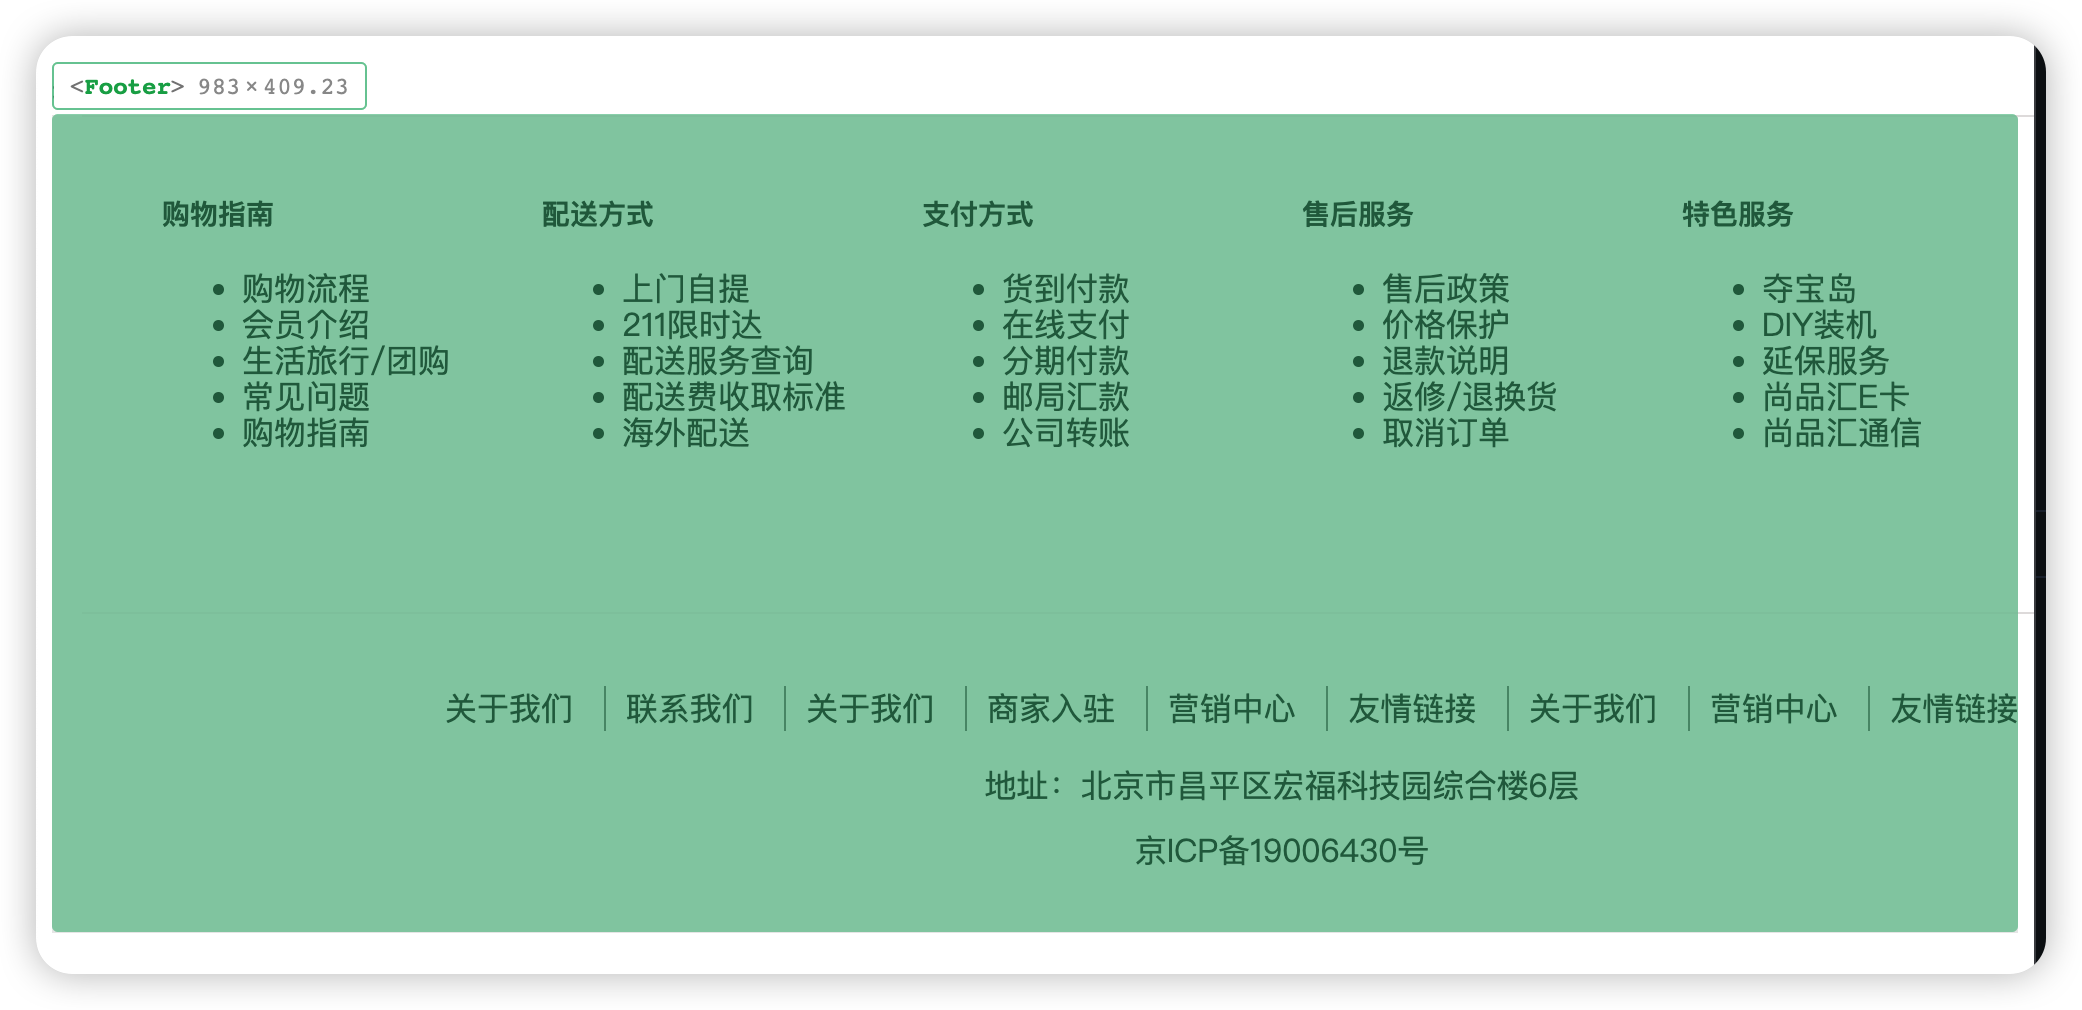 <Footer> 983×409.23
购物指南
购物流程
会员介绍
生活旅行/团购
常见问题
购物指南
配送方式
上门自提
211限时达
配送服务查询
配送费收取标准
海外配送
支付方式
货到付款
在线支付
分期付款
邮局汇款
公司转账
售后服务
售后政策
价格保护
退款说明
返修/退换货
取消订单
特色服务
夺宝岛
DIY装机
延保服务
尚品汇E卡
尚品汇通信
关于我们 联系我们 关于我们 商家入驻 营销中心 友情链接 关于我们 营销中心 友情链接
地址：北京市昌平区宏福科技园综合楼6层
京ICP备19006430号